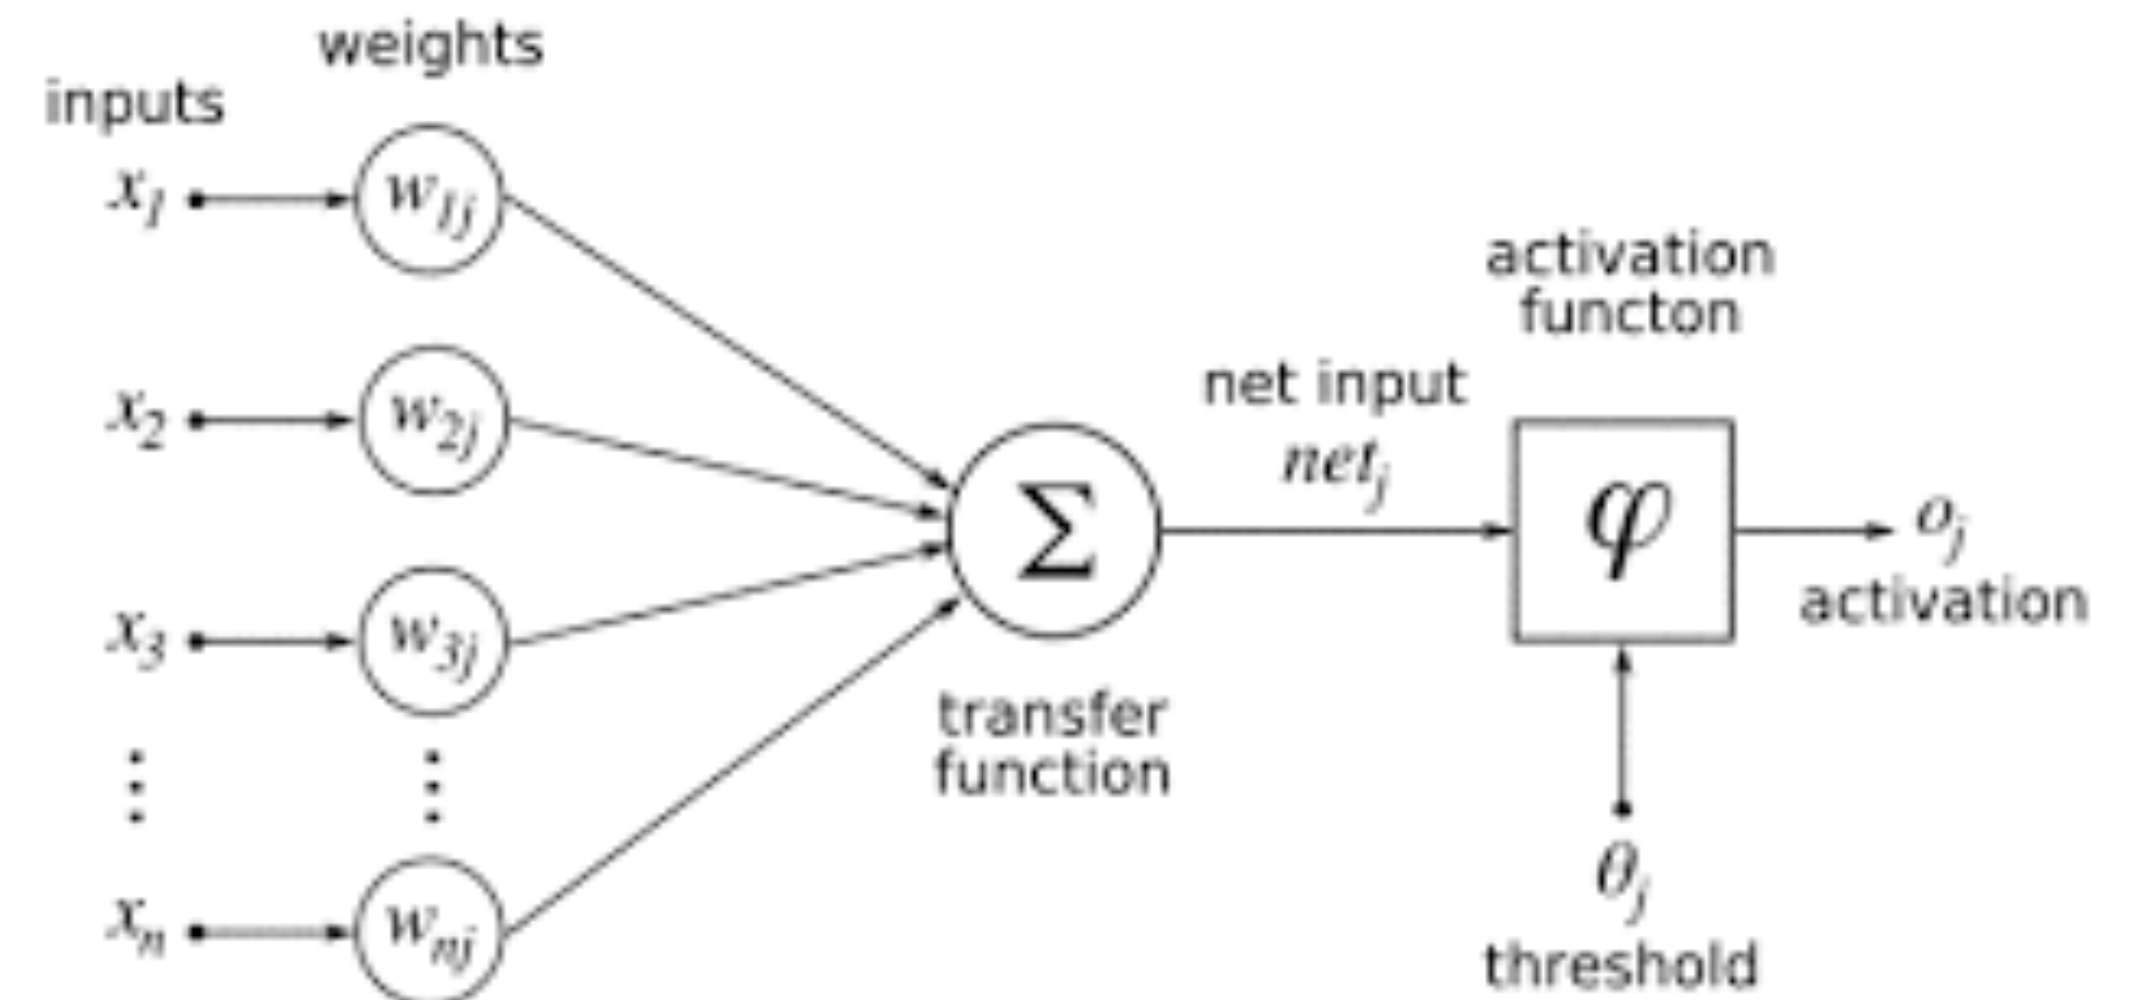 weights
inputs
x₁ w₁ⱼ
x₂ w₂ⱼ
x₃ w₃ⱼ
⋮ ⋮
xₙ wₙⱼ
Σ
transfer
function
net input
netⱼ
activation
functon
φ
oⱼ
activation
θⱼ
threshold